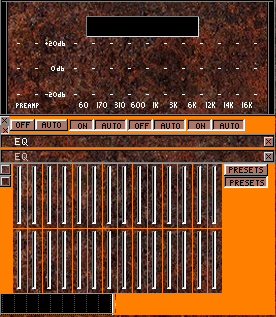 +20db
0db
-20db
PREAMP 60 170 310 600 1K 3K 6K 12K 14K 16K
OFF AUTO ON AUTO OFF AUTO ON AUTO
EQ
EQ
PRESETS
PRESETS